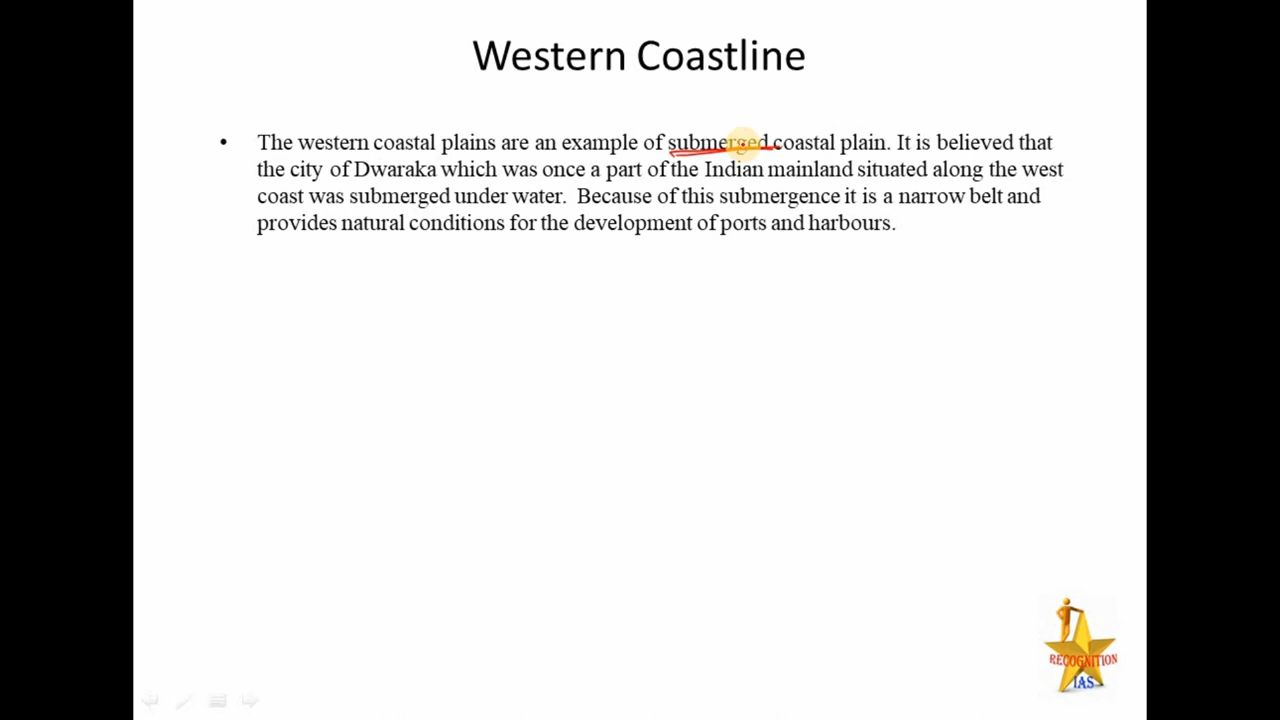 Western Coastline
• The western coastal plains are an example of submerged coastal plain. It is believed that
the city of Dwaraka which was once a part of the Indian mainland situated along the west
coast was submerged under water.  Because of this submergence it is a narrow belt and
provides natural conditions for the development of ports and harbours.
RECOGNITION
IAS